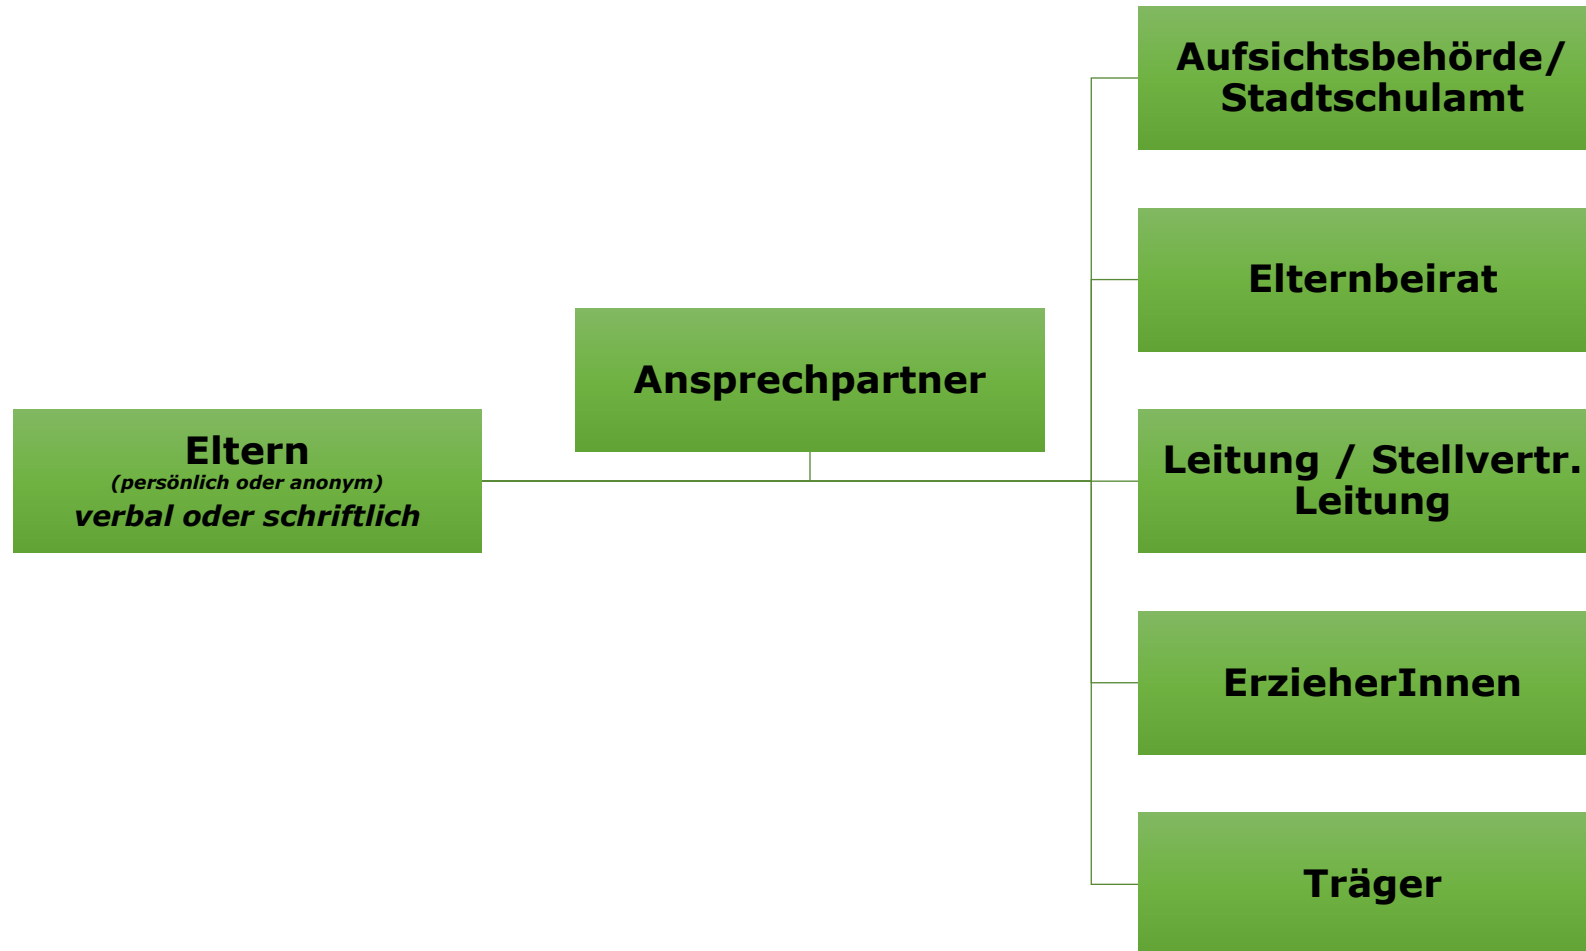 Eltern
(persönlich oder anonym)
verbal oder schriftlich
Ansprechpartner
Aufsichtsbehörde/
Stadtschulamt
Elternbeirat
Leitung / Stellvertr.
Leitung
ErzieherInnen
Träger